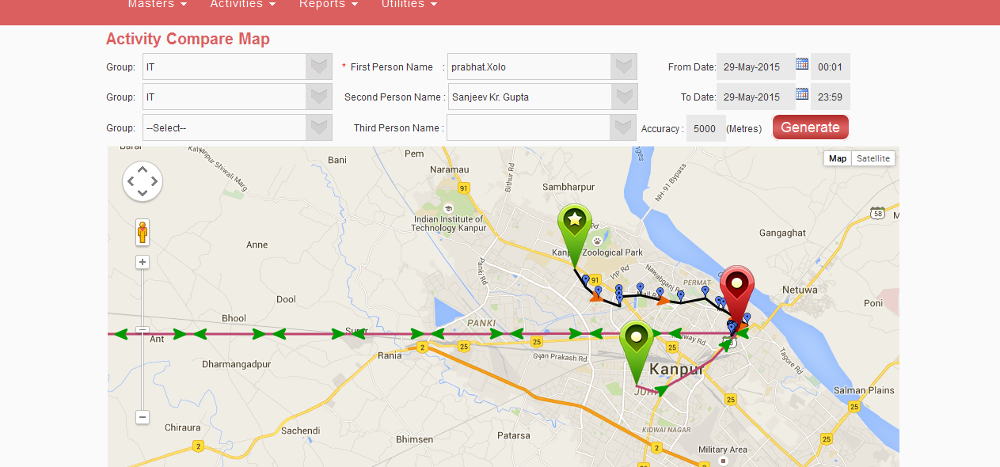 Masters Activities Reports Utilities
Activity Compare Map
Group: IT * First Person Name : prabhat.Xolo From Date: 29-May-2015 00:01
Group: IT Second Person Name : Sanjeev Kr. Gupta To Date: 29-May-2015 23:59
Group: --Select-- Third Person Name : Accuracy : 5000 (Metres) Generate
Map Satellite
Pem
Bani
Naramau
Bithur Rd
91
Sambharpur
NH-91 Bypass
58
Indian Institute of
Technology Kanpur
Gangaghat
Anne
Kanpur Zoological Park
Panki Rd
VIP Rd
Nawabganj
91
PERMAT
Mall
Netuwa
Dool
Poni
Bhool
PANKI
Ant
2
25
25
25
Rania
Gyan Prakash Rd
Kanpur
Tagore Rd
Dharmangadpur
Salman Plains
25
25
Chiraura
Sachendi
KIDWAI NAGAR
Bhimsen
Patarsa
25
2
2
Military Area